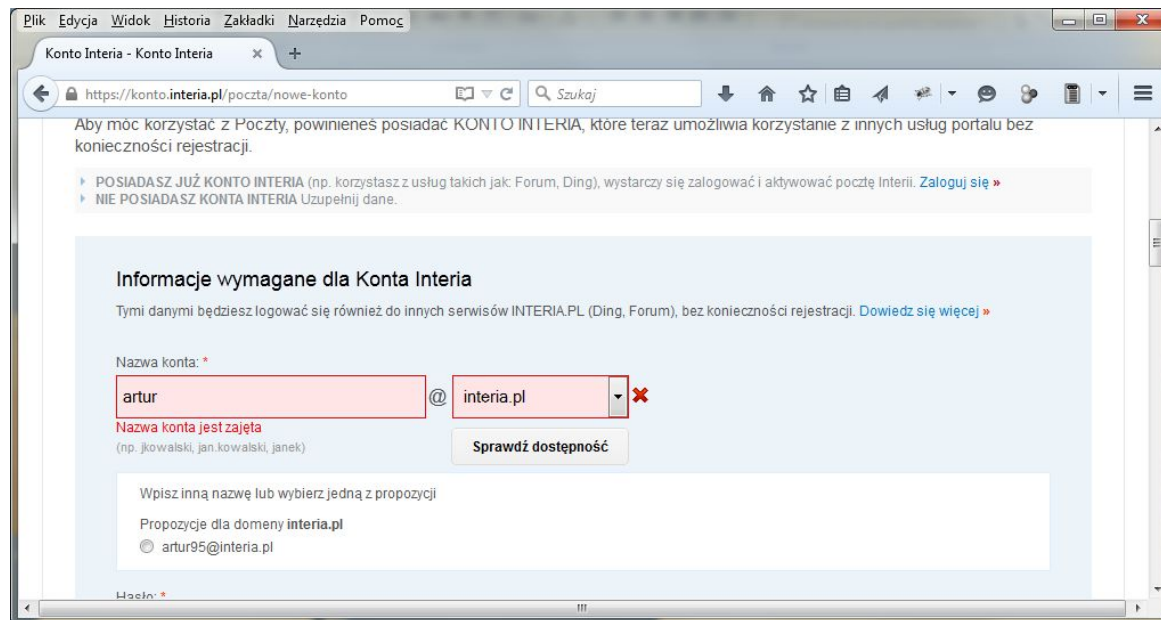 Plik Edycja Widok Historia Zakładki Narzędzia Pomoc
Konto Interia - Konto Interia
https://konto.interia.pl/poczta/nowe-konto
Szukaj
Aby móc korzystać z Poczty, powinieneś posiadać KONTO INTERIA, które teraz umożliwia korzystanie z innych usług portalu bez
konieczności rejestracji.
POSIADASZ JUŻ KONTO INTERIA (np. korzystasz z usług takich jak: Forum, Ding), wystarczy się zalogować i aktywować pocztę Interii. Zaloguj się »
NIE POSIADASZ KONTA INTERIA Uzupełnij dane.
Informacje wymagane dla Konta Interia
Tymi danymi będziesz logować się również do innych serwisów INTERIA.PL (Ding, Forum), bez konieczności rejestracji. Dowiedz się więcej »
Nazwa konta: *
artur @ interia.pl
Nazwa konta jest zajęta
(np. jkowalski, jan.kowalski, janek)
Sprawdź dostępność
Wpisz inną nazwę lub wybierz jedną z propozycji
Propozycje dla domeny interia.pl
artur95@interia.pl
Hasło: *